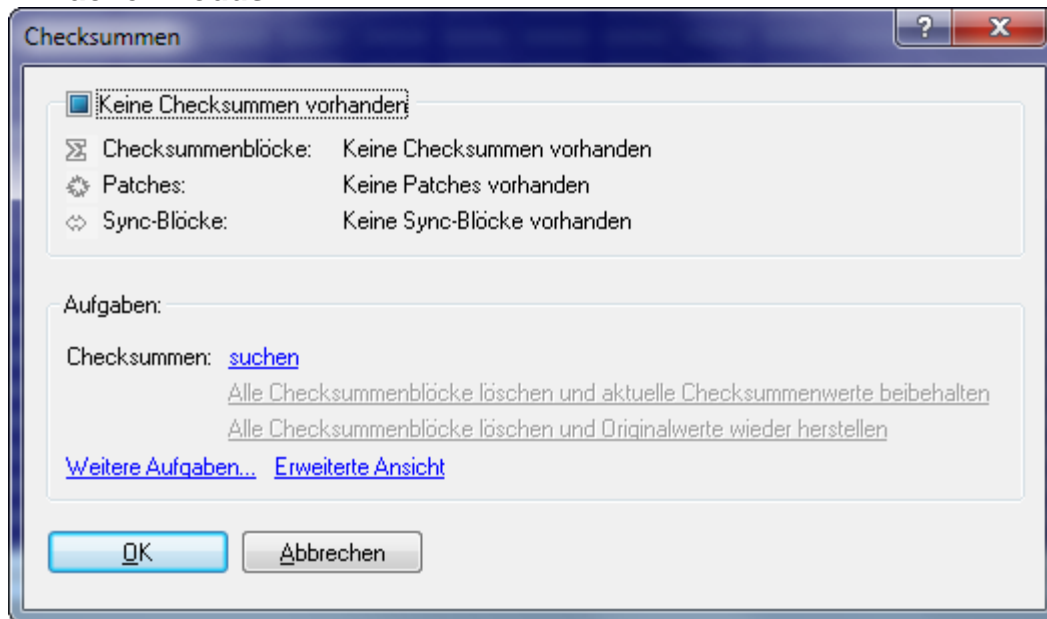 Checksummen
Keine Checksummen vorhanden
Checksummenblöcke: Keine Checksummen vorhanden
Patches: Keine Patches vorhanden
Sync-Blöcke: Keine Sync-Blöcke vorhanden
Aufgaben:
Checksummen: suchen
Alle Checksummenblöcke löschen und aktuelle Checksummenwerte beibehalten
Alle Checksummenblöcke löschen und Originalwerte wieder herstellen
Weitere Aufgaben... Erweiterte Ansicht
OK Abbrechen